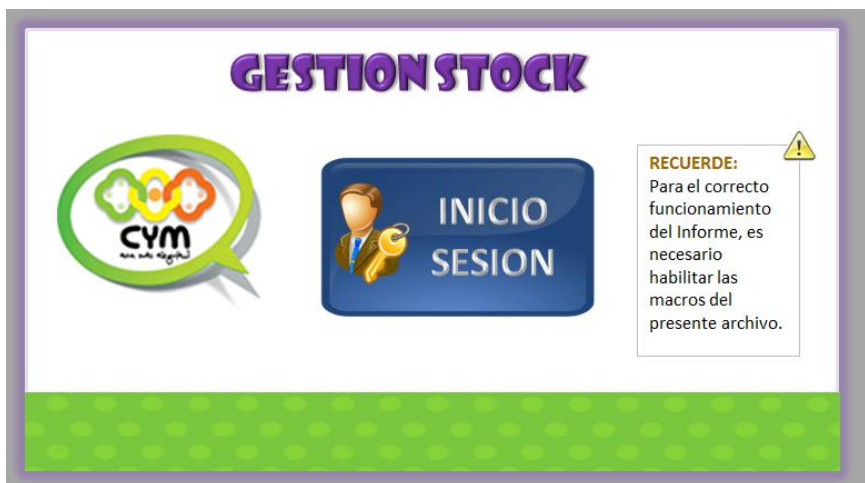 GESTION STOCK
CYM
INICIO
SESION
RECUERDE:
Para el correcto
funcionamiento
del Informe, es
necesario
habilitar las
macros del
presente archivo.